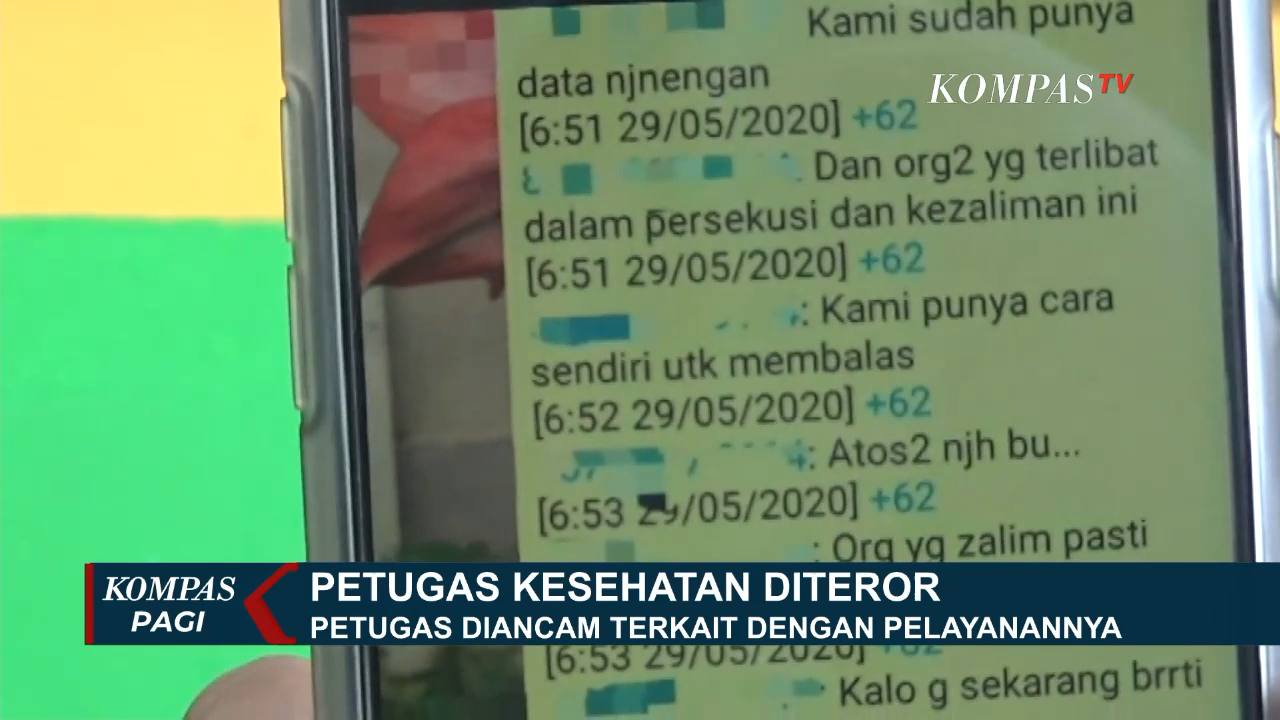 Kami sudah punya
data njnengan
KOMPAS TV
[6:51 29/05/2020] +62
: Dan org2 yg terlibat
dalam persekusi dan kezaliman ini
[6:51 29/05/2020] +62
: Kami punya cara
sendiri utk membalas
[6:52 29/05/2020] +62
: Atos2 njh bu...
[6:53 29/05/2020] +62
: Org yg zalim pasti
KOMPAS PAGI
PETUGAS KESEHATAN DITEROR
PETUGAS DIANCAM TERKAIT DENGAN PELAYANANNYA
[6:53 29/05/2020] +62
Kalo g sekarang brrti